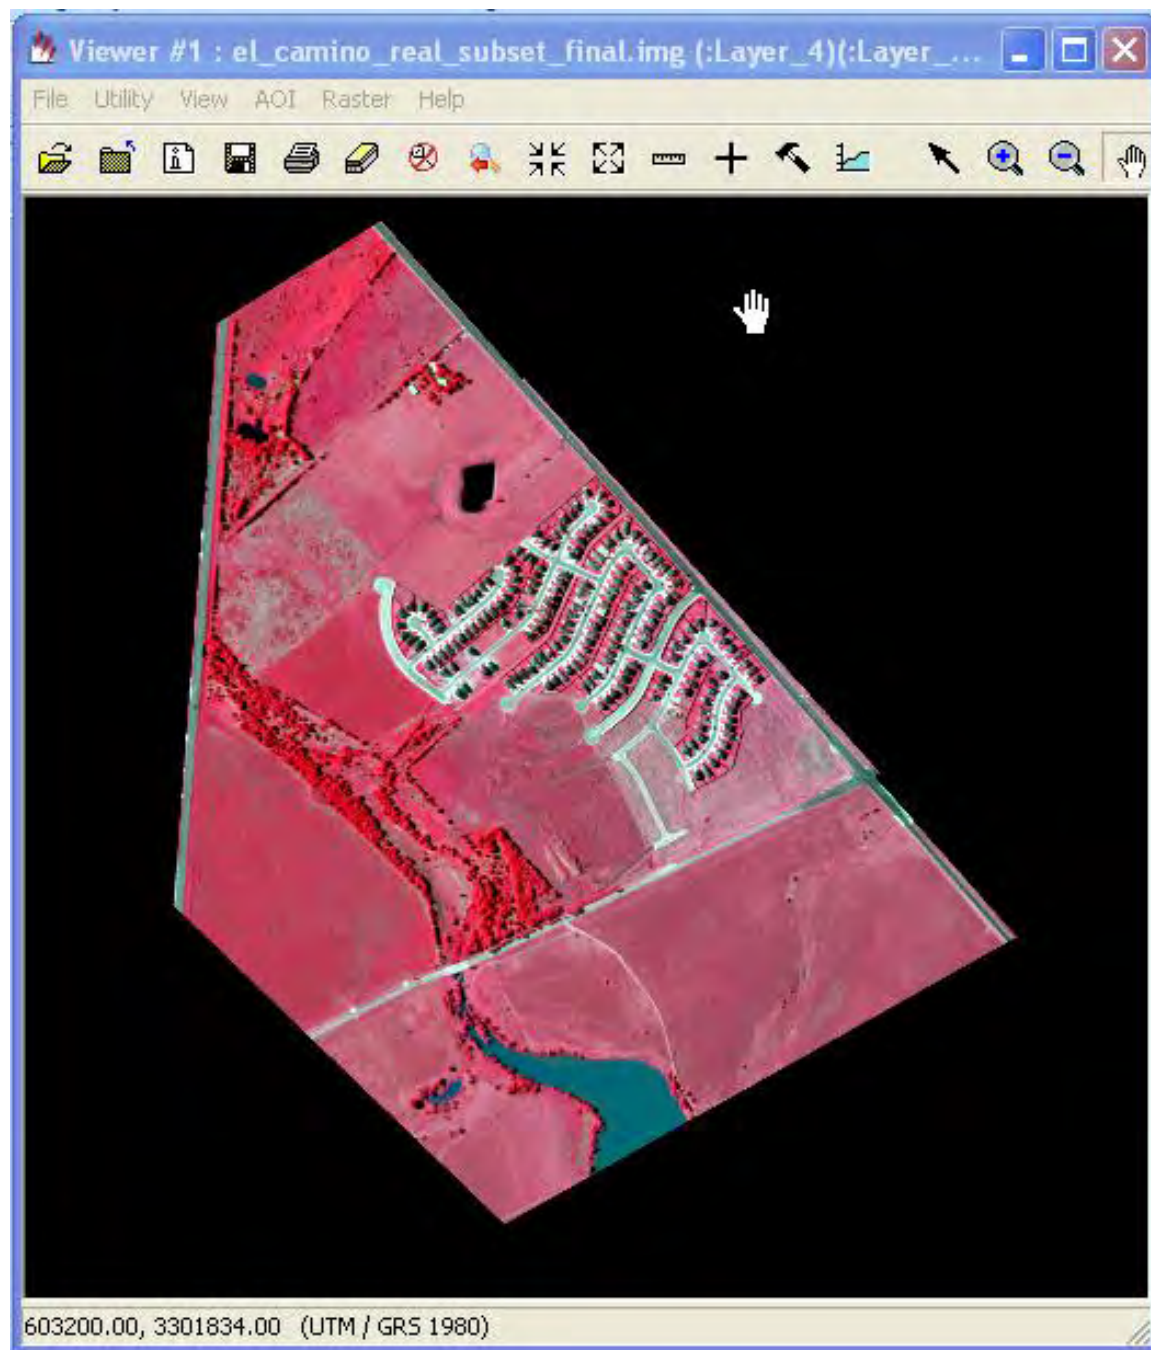 Viewer #1 : el_camino_real_subset_final.img (:Layer_4)(:Layer_...
File Utility View AOI Raster Help
603200.00, 3301834.00 (UTM / GRS 1980)